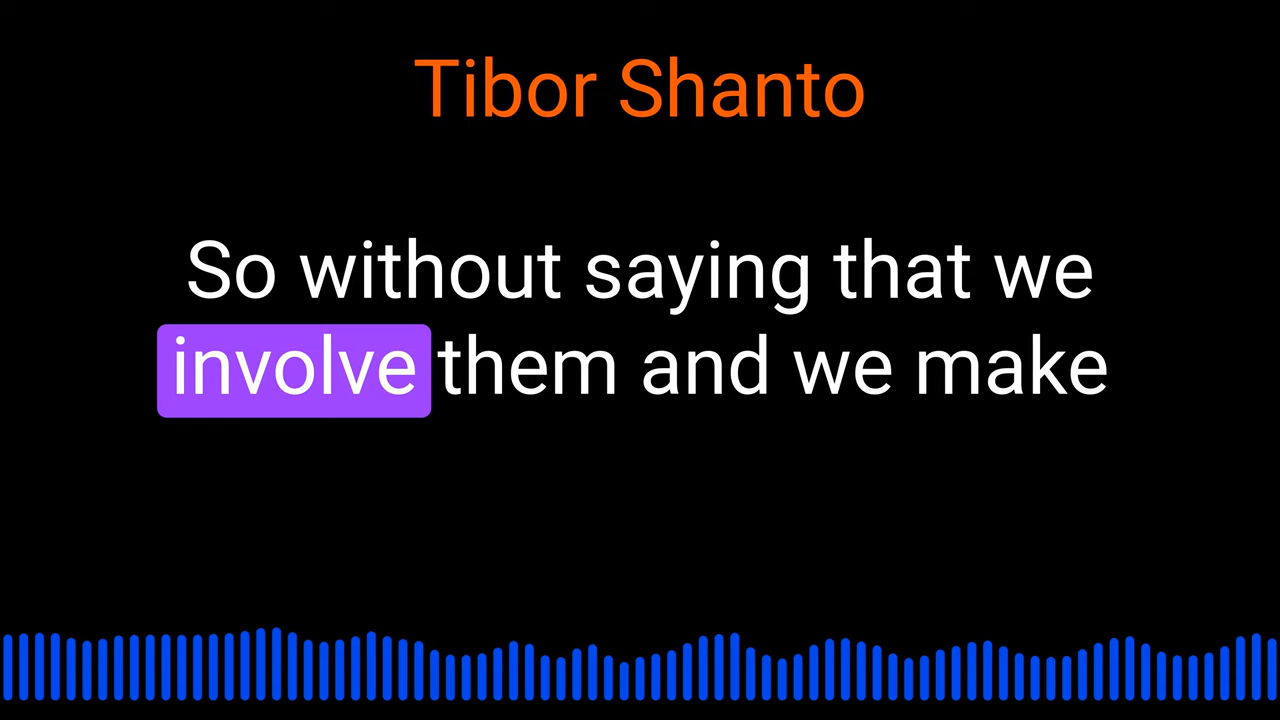 Tibor Shanto
So without saying that we
involve them and we make